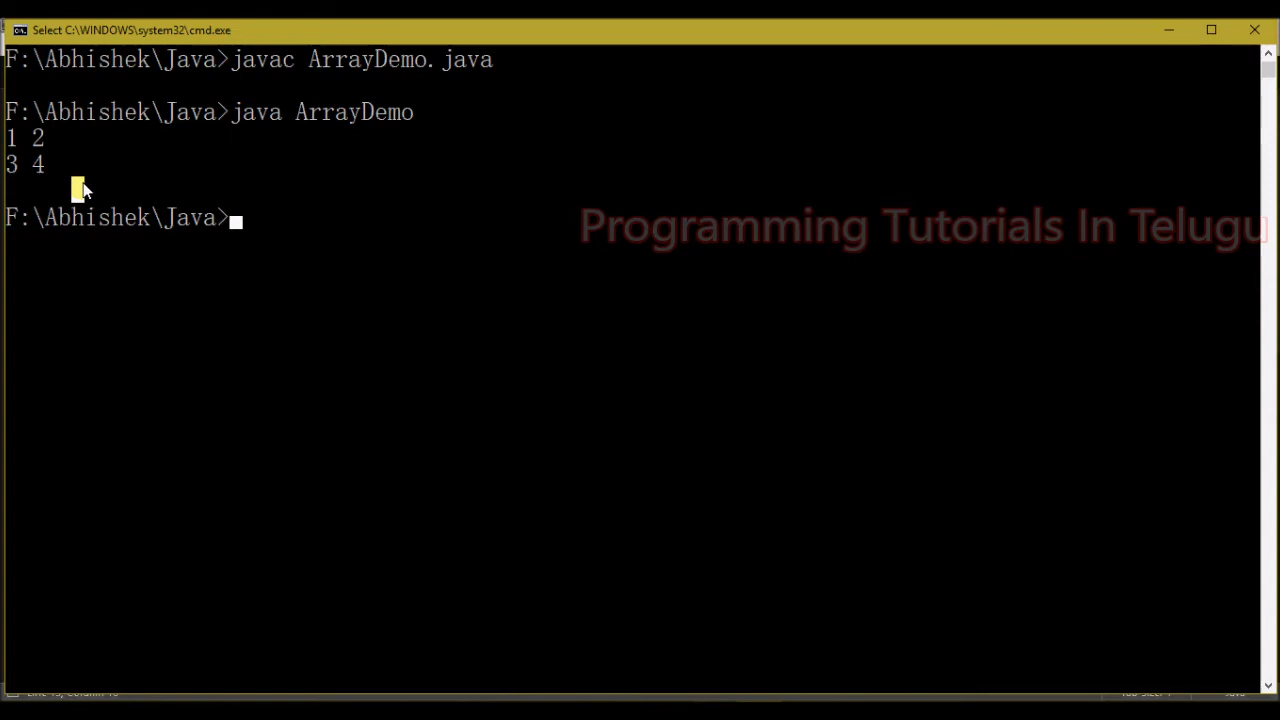 Select C:\WINDOWS\system32\cmd.exe
F:\Abhishek\Java>javac ArrayDemo.java
F:\Abhishek\Java>java ArrayDemo
1 2
3 4
F:\Abhishek\Java>
Programming Tutorials In Telugu